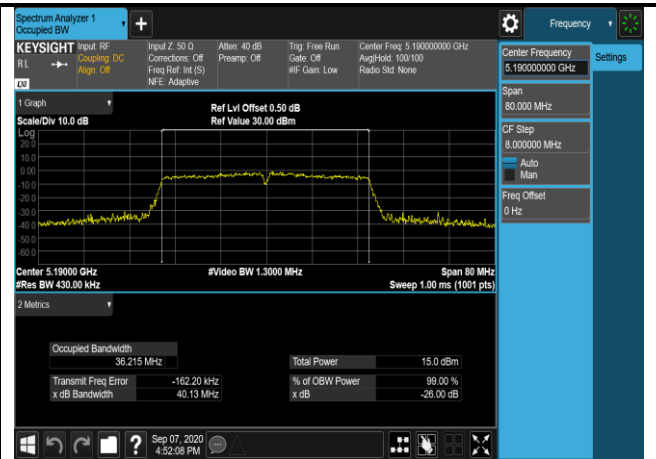 Spectrum Analyzer 1
Occupied BW
Frequency
KEYSIGHT
RL
LXI
Input: RF
Coupling: DC
Align: Off
Input Z: 50 Ω
Corrections: Off
Freq Ref: Int (S)
NFE: Adaptive
Atten: 40 dB
Preamp: Off
Trig: Free Run
Gate: Off
#IF Gain: Low
Center Freq: 5.190000000 GHz
Avg|Hold: 100/100
Radio Std: None
Center Frequency
5.190000000 GHz
Settings
Span
80.000 MHz
CF Step
8.000000 MHz
Auto
Man
Freq Offset
0 Hz
1 Graph
Scale/Div 10.0 dB
Ref Lvl Offset 0.50 dB
Ref Value 30.00 dBm
Log
20.0
10.0
0.00
-10.0
-20.0
-30.0
-40.0
-50.0
-60.0
Center 5.19000 GHz
#Res BW 430.00 kHz
#Video BW 1.3000 MHz
Span 80 MHz
Sweep 1.00 ms (1001 pts)
2 Metrics
Occupied Bandwidth
36.215 MHz
Total Power 15.0 dBm
Transmit Freq Error -162.20 kHz
% of OBW Power 99.00 %
x dB Bandwidth 40.13 MHz
x dB -26.00 dB
?
Sep 07, 2020
4:52:08 PM